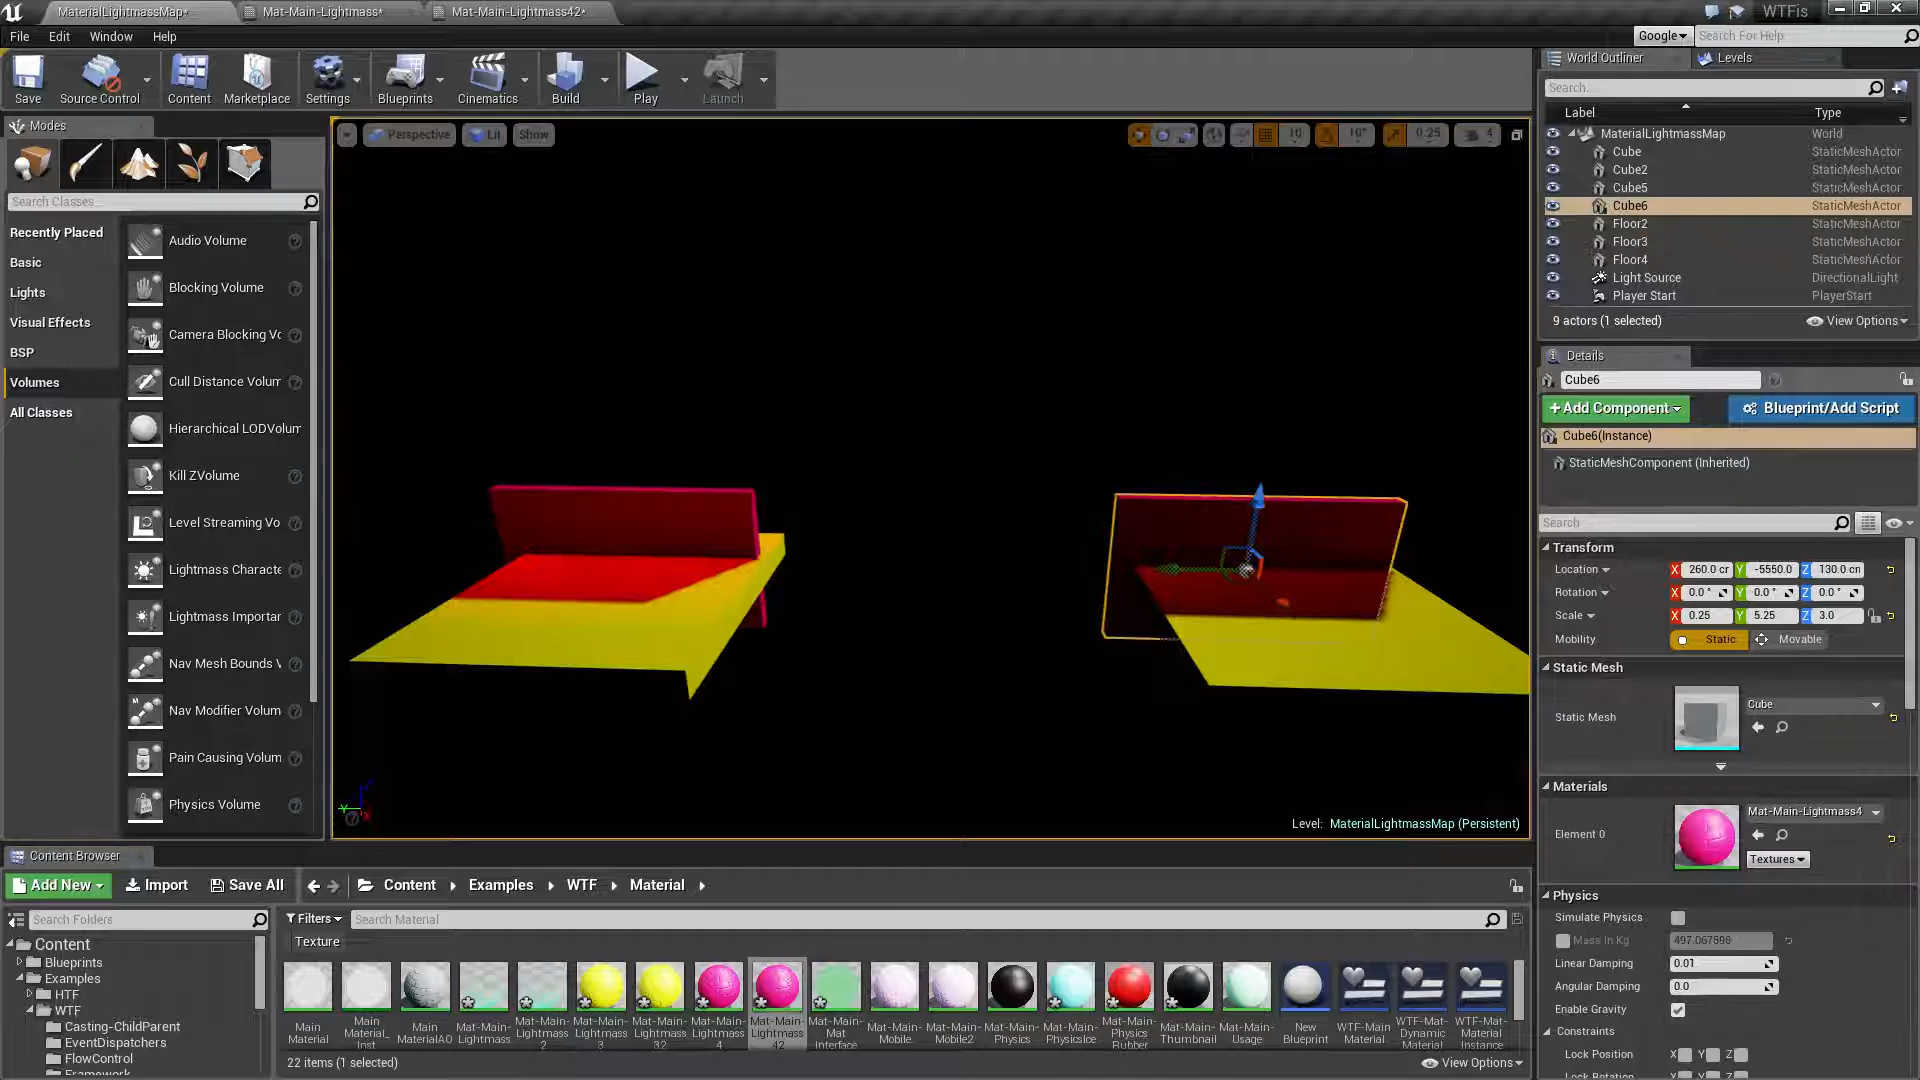 MaterialLightmassMap*
Mat-Main-Lightmass*
Mat-Main-Lightmass42*
WTFis
File
Edit
Window
Help
Google
Search For Help
Save
Source Control
Content
Marketplace
Settings
Blueprints
Cinematics
Build
Play
Launch
World Outliner
Levels
Search...
Label
Type
MaterialLightmassMap
World
Cube
StaticMeshActor
Cube2
StaticMeshActor
Cube5
StaticMeshActor
Cube6
StaticMeshActor
Floor2
StaticMeshActor
Floor3
StaticMeshActor
Floor4
StaticMeshActor
Light Source
DirectionalLight
Player Start
PlayerStart
9 actors (1 selected)
View Options
Modes
Search Classes
Recently Placed
Basic
Lights
Visual Effects
BSP
Volumes
All Classes
Audio Volume
Blocking Volume
Camera Blocking Vc
Cull Distance Volum
Hierarchical LODVolum
Kill ZVolume
Level Streaming Vo
Lightmass Characte
Lightmass Importar
Nav Mesh Bounds V
Nav Modifier Volum
Pain Causing Volum
Physics Volume
Perspective
Lit
Show
10
10°
0.25
4
Level: MaterialLightmassMap (Persistent)
Details
Cube6
+Add Component
Blueprint/Add Script
Cube6(Instance)
StaticMeshComponent (Inherited)
Search
Transform
Location
X 260.0 cr Y -5550.0 Z 130.0 cn
Rotation
X 0.0 ° Y 0.0 ° Z 0.0 °
Scale
X 0.25 Y 5.25 Z 3.0
Mobility
Static
Movable
Static Mesh
Static Mesh
Cube
Materials
Element 0
Mat-Main-Lightmass4
Textures
Physics
Simulate Physics
Mass In Kg
497.067596
Linear Damping
0.01
Angular Damping
0.0
Enable Gravity
Constraints
Lock Position
X Y Z
Lock Rotation
Content Browser
Add New
Import
Save All
Content
Examples
WTF
Material
Search Folders
Content
Blueprints
Examples
HTF
WTF
Casting-ChildParent
EventDispatchers
FlowControl
Framework
Filters
Search Material
Texture
Main
Material
Main
Material_
Inst
Main
MaterialAO
Mat-Main-
Lightmass
Mat-Main-
Lightmass
2
Mat-Main-
Lightmass
3
Mat-Main-
Lightmass
32
Mat-Main-
Lightmass
4
Mat-Main-
Lightmass
42
Mat-Main-
Mat
Interface
Mat-Main-
Mobile
Mat-Main-
Mobile2
Mat-Main-
Physics
Mat-Main-
PhysicsIce
Mat-Main-
Physics
Rubber
Mat-Main-
Thumbnail
Mat-Main-
Usage
New
Blueprint
WTF-Main
Material
WTF-Mat-
Dynamic
Material
WTF-Mat-
Material
Instance
22 items (1 selected)
View Options